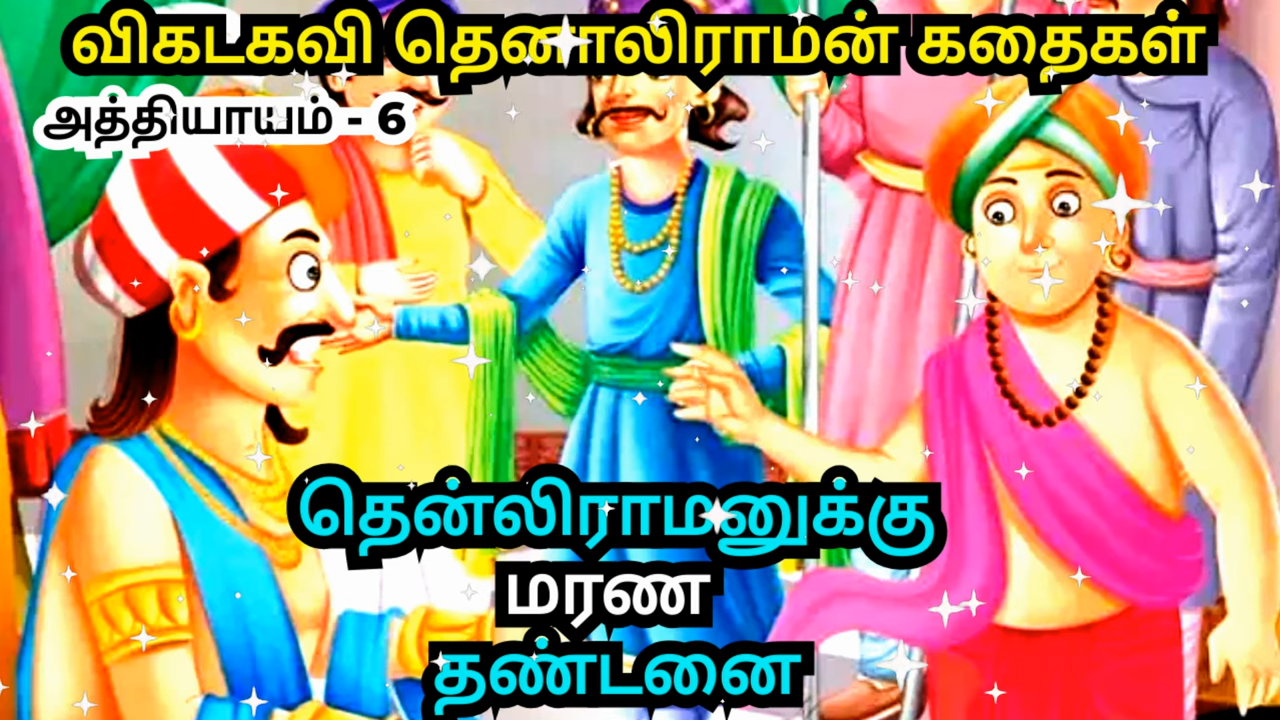 விகடகவி தெனாலிராமன் கதைகள்
அத்தியாயம் - 6
தென்லிராமனுக்கு
மரண
தண்டனை